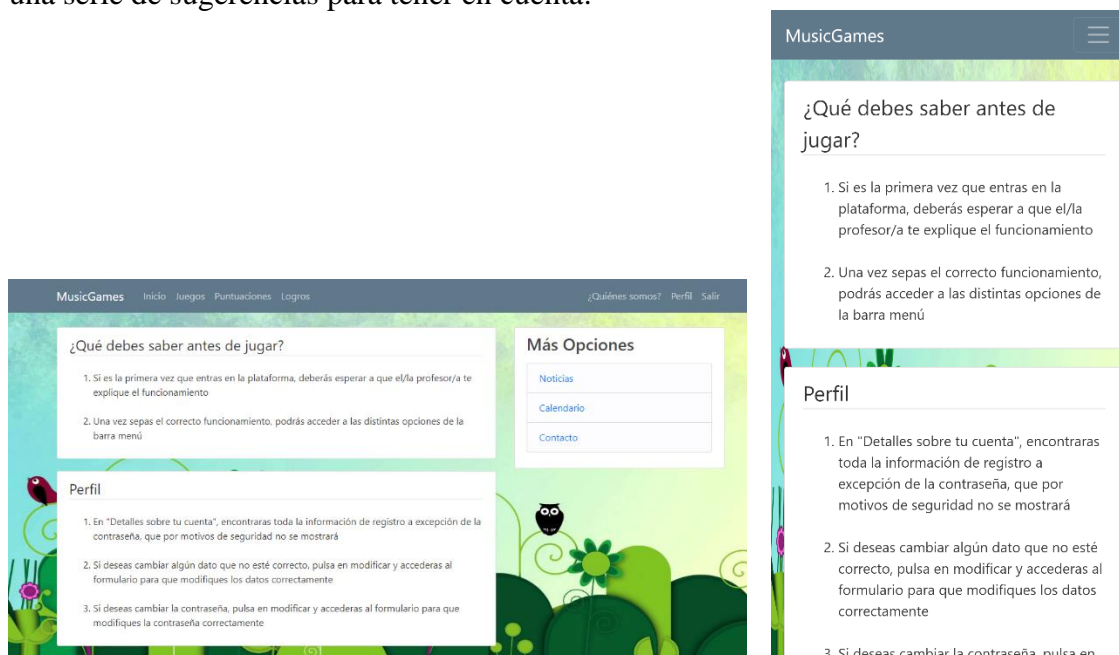 una serie de sugerencias para tener en cuenta.
MusicGames Inicio Juegos Puntuaciones Logros ¿Quiénes somos? Perfil Salir
¿Qué debes saber antes de jugar?
1. Si es la primera vez que entras en la plataforma, deberás esperar a que el/la profesor/a te
explique el funcionamiento
2. Una vez sepas el correcto funcionamiento, podrás acceder a las distintas opciones de la
barra menú
Perfil
1. En "Detalles sobre tu cuenta", encontraras toda la información de registro a excepción de la
contraseña, que por motivos de seguridad no se mostrará
2. Si deseas cambiar algún dato que no esté correcto, pulsa en modificar y accederas al
formulario para que modifiques los datos correctamente
3. Si deseas cambiar la contraseña, pulsa en modificar y accederas al formulario para que
modifiques la contraseña correctamente
Más Opciones
Noticias
Calendario
Contacto
MusicGames
¿Qué debes saber antes de
jugar?
1. Si es la primera vez que entras en la
plataforma, deberás esperar a que el/la
profesor/a te explique el funcionamiento
2. Una vez sepas el correcto funcionamiento,
podrás acceder a las distintas opciones de
la barra menú
Perfil
1. En "Detalles sobre tu cuenta", encontraras
toda la información de registro a
excepción de la contraseña, que por
motivos de seguridad no se mostrará
2. Si deseas cambiar algún dato que no esté
correcto, pulsa en modificar y accederas al
formulario para que modifiques los datos
correctamente
3. Si deseas cambiar la contraseña, pulsa en